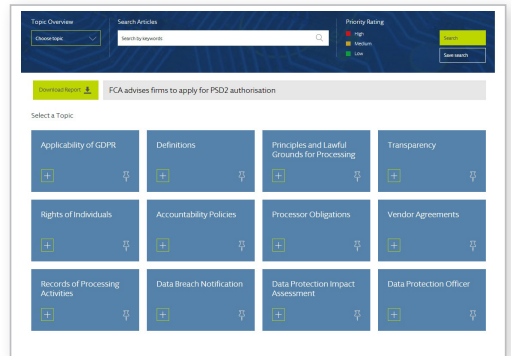 Topic Overview
Search Articles
Priority Rating
Choose topic
Search by keywords
High
Medium
Low
Search
Save search
Download Report
FCA advises firms to apply for PSD2 authorisation
Select a Topic
Applicability of GDPR
Definitions
Principles and Lawful
Grounds for Processing
Transparency
Rights of Individuals
Accountability Policies
Processor Obligations
Vendor Agreements
Records of Processing
Activities
Data Breach Notification
Data Protection Impact
Assessment
Data Protection Officer